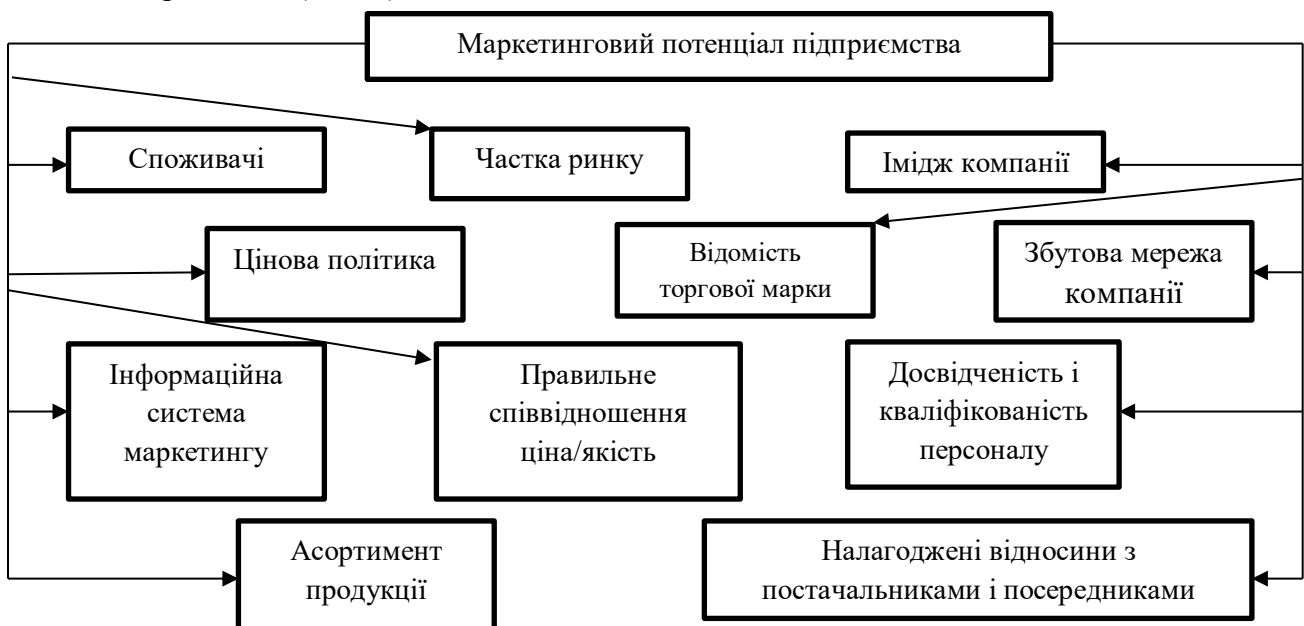 Маркетинговий потенціал підприємства
Споживачі
Частка ринку
Імідж компанії
Цінова політика
Відомість
торгової марки
Збутова мережа
компанії
Інформаційна
система
маркетингу
Правильне
співвідношення
ціна/якість
Досвідченість і
кваліфікованість
персоналу
Асортимент
продукції
Налагоджені відносини з
постачальниками і посередниками